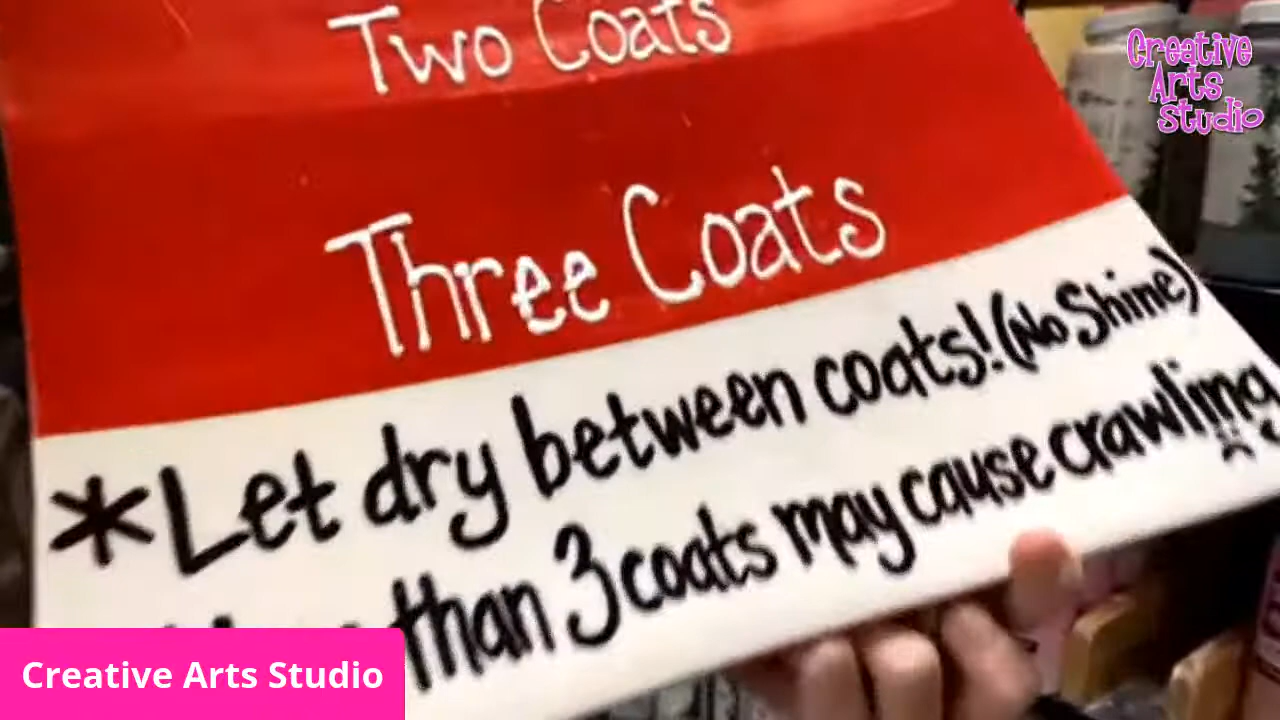 Two Coats
Three Coats
*Let dry between coats! (No Shine)
than 3 coats may cause crawling
Creative
Arts
Studio
Creative Arts Studio